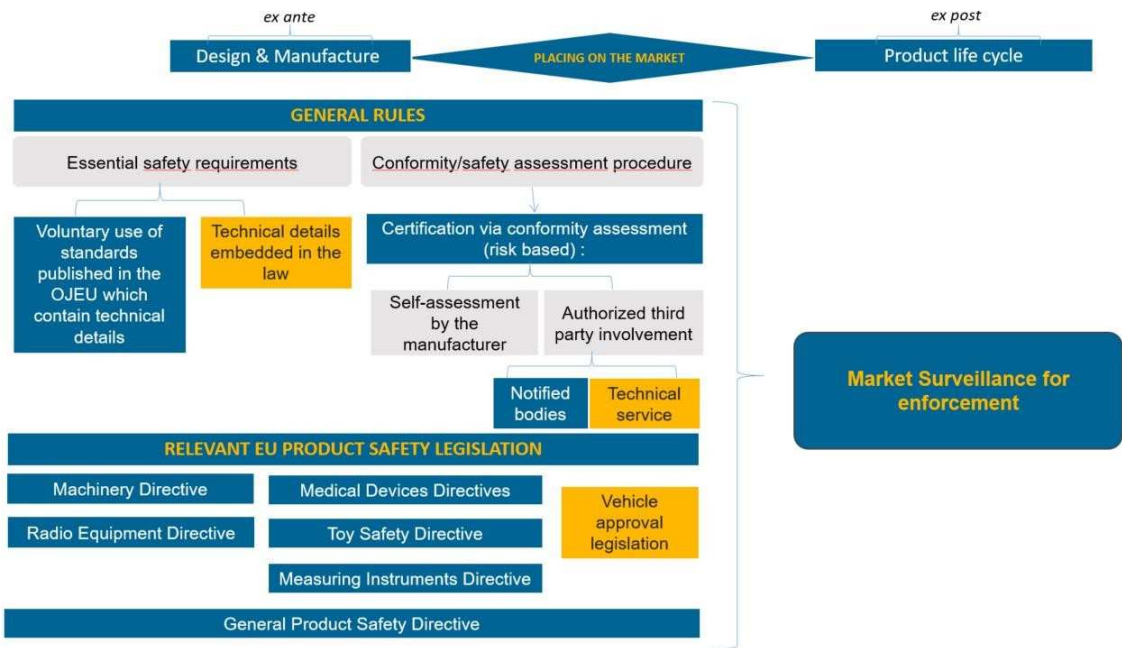 ex ante
ex post
Design & Manufacture
PLACING ON THE MARKET
Product life cycle
GENERAL RULES
Essential safety requirements
Conformity/safety assessment procedure
Voluntary use of
standards
published in the
OJEU which
contain technical
details
Technical details
embedded in the
law
Certification via conformity assessment
(risk based) :
Self-assessment
by the
manufacturer
Authorized third
party involvement
Notified
bodies
Technical
service
Market Surveillance for
enforcement
RELEVANT EU PRODUCT SAFETY LEGISLATION
Machinery Directive
Medical Devices Directives
Vehicle
approval
legislation
Radio Equipment Directive
Toy Safety Directive
Measuring Instruments Directive
General Product Safety Directive